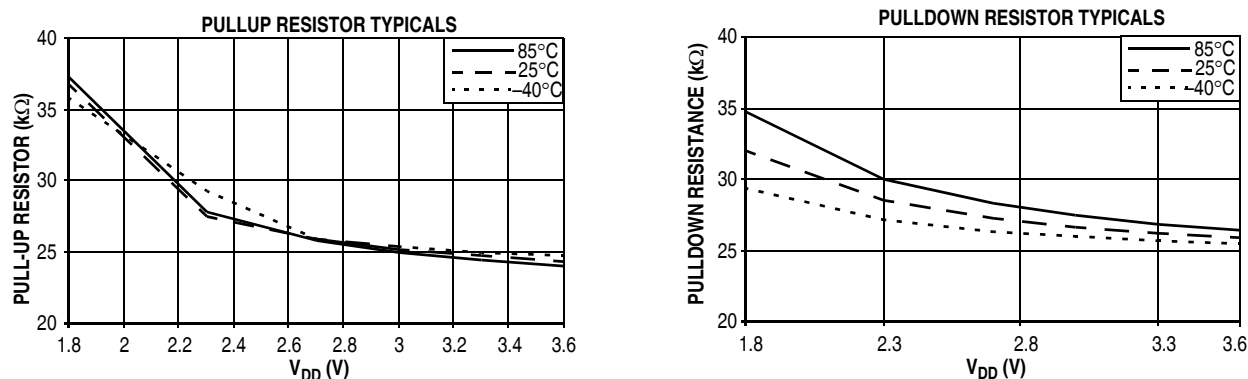 PULLUP RESISTOR TYPICALS
85°C
25°C
–40°C
PULL-UP RESISTOR (kΩ)
40
35
30
25
20
1.8 2 2.2 2.4 2.6 2.8 3 3.2 3.4 3.6
VDD (V)
PULLDOWN RESISTOR TYPICALS
85°C
25°C
–40°C
PULLDOWN RESISTANCE (kΩ)
40
35
30
25
20
1.8 2.3 2.8 3.3 3.6
VDD (V)